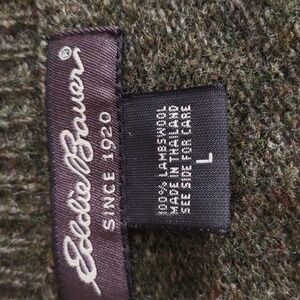 Eddie Bauer®
SINCE 1920
100% LAMBSWOOL
MADE IN THAILAND
SEE SIDE FOR CARE
L